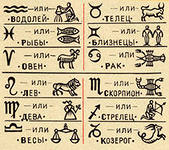 ♒ — или — ♉ — или —
ВОДОЛЕЙ- ТЕЛЕЦ-
♓ — или — ♊ — или —
РЫБЫ- БЛИЗНЕЦЫ-
♈ — или — ♋ — или —
ОВЕН - РАК -
♌ — или — ♏ — или —
ЛЕВ- СКОРПИОН-
♍ — или — ♐ — или —
ДЕВА- СТРЕЛЕЦ-
♎ — или — ♑ — или —
ВЕСЫ КОЗЕРОГ-